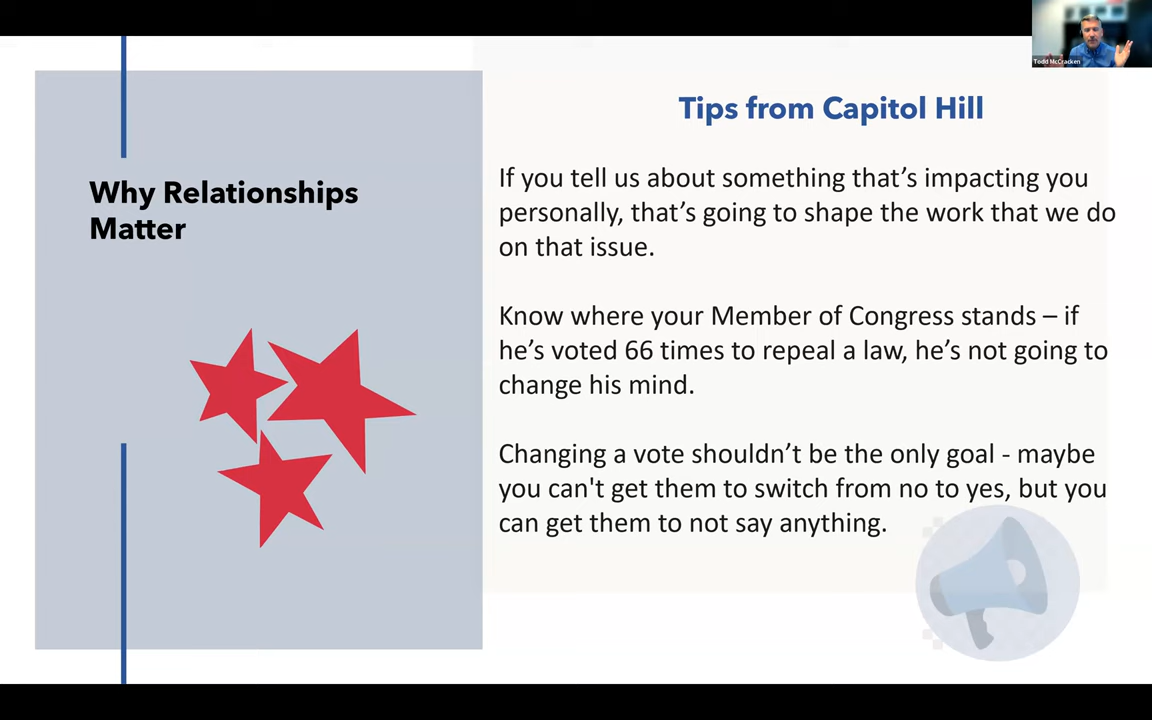 Todd McCracken
Why Relationships
Matter
Tips from Capitol Hill
If you tell us about something that’s impacting you
personally, that’s going to shape the work that we do
on that issue.
Know where your Member of Congress stands – if
he’s voted 66 times to repeal a law, he’s not going to
change his mind.
Changing a vote shouldn’t be the only goal - maybe
you can't get them to switch from no to yes, but you
can get them to not say anything.